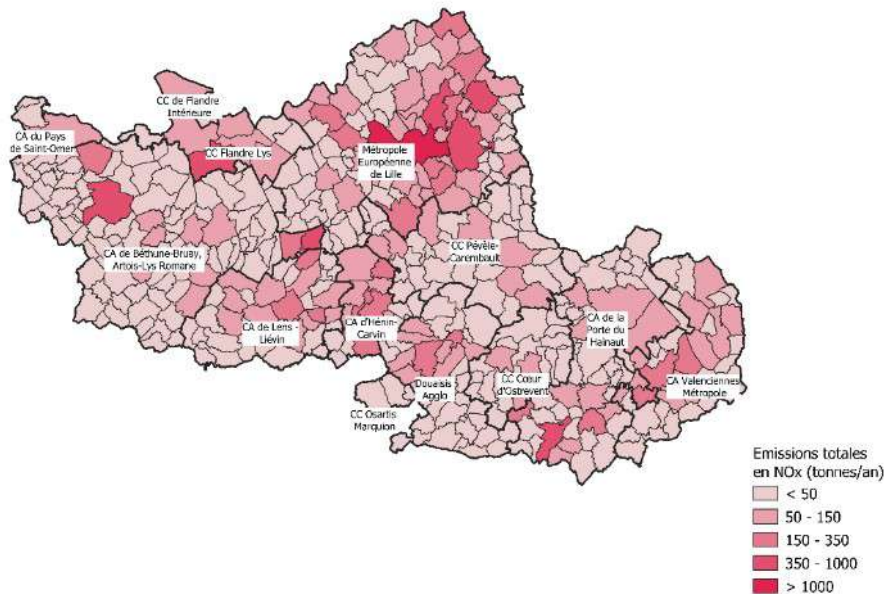 CC de Flandre
Intérieure
CA du Pays
de Saint-Omer
CC Flandre Lys
Métropole
Européenne
de Lille
CA de Béthune-Bruay,
Artois-Lys Romane
CC Pévèle-
Carembault
CA de Lens -
Liévin
CA d'Hénin-
Carvin
CA de la
Porte du
Hainaut
Douaisis
Agglo
CC Cœur
d'Ostrevent
CA Valenciennes
Métropole
CC Osartis
Marquion
Emissions totales
en NOx (tonnes/an)
< 50
50 - 150
150 - 350
350 - 1000
> 1000